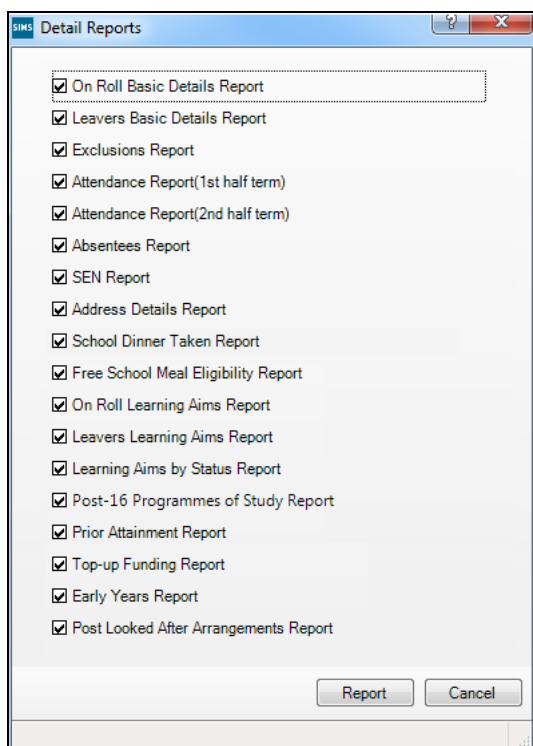 SIMS Detail Reports
On Roll Basic Details Report
Leavers Basic Details Report
Exclusions Report
Attendance Report(1st half term)
Attendance Report(2nd half term)
Absentees Report
SEN Report
Address Details Report
School Dinner Taken Report
Free School Meal Eligibility Report
On Roll Learning Aims Report
Leavers Learning Aims Report
Learning Aims by Status Report
Post-16 Programmes of Study Report
Prior Attainment Report
Top-up Funding Report
Early Years Report
Post Looked After Arrangements Report
Report Cancel